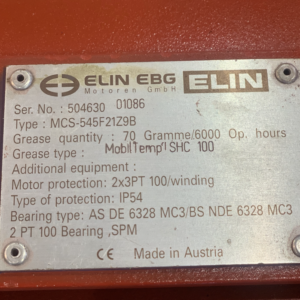 ELIN EBG ELIN
Motoren GmbH
Ser. No. : 504630 01086
Type : MCS-545F21Z9B
Grease quantity : 70 Gramme/6000 Op. hours
Grease type: MobilTemp SHC 100
Additional equipment :
Motor protection: 2x3PT 100/winding
Type of protection: IP54
Bearing type: AS DE 6328 MC3/BS NDE 6328 MC3
2 PT 100 Bearing ,SPM
CE Made in Austria